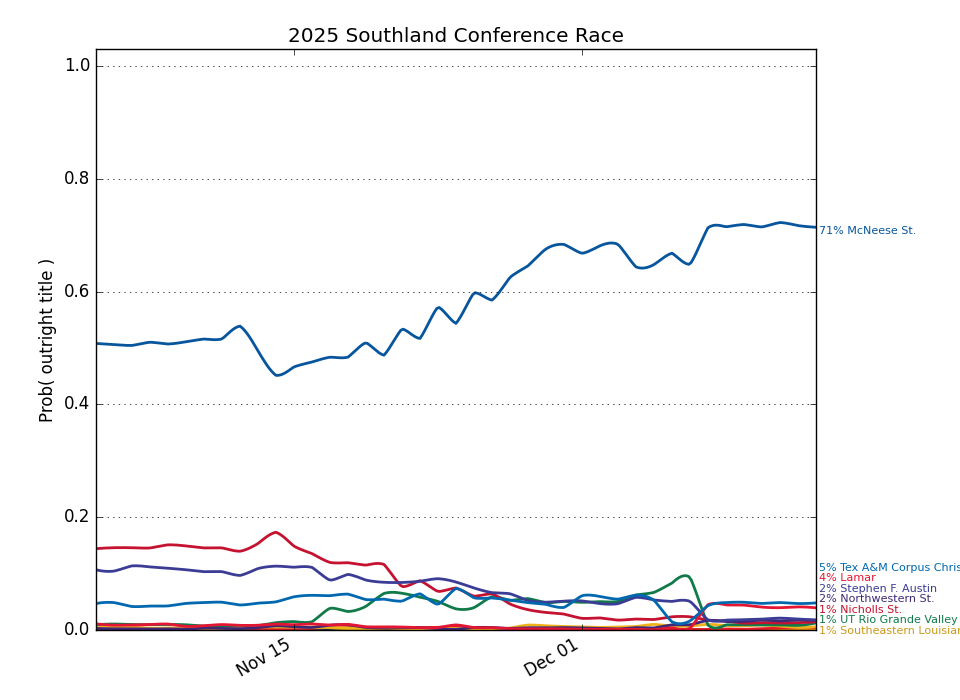 2025 Southland Conference Race
1.0
0.8
0.6
0.4
0.2
0.0
Prob( outright title )
Nov 15
Dec 01
71% McNeese St.
5% Tex A&M Corpus Chris
4% Lamar
2% Stephen F. Austin
2% Northwestern St.
1% Nicholls St.
1% UT Rio Grande Valley
1% Southeastern Louisian